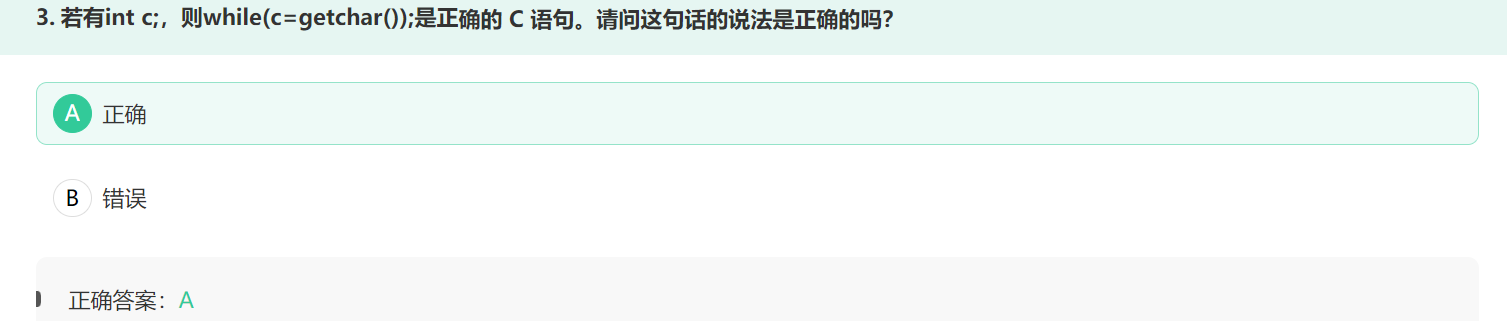 3. 若有int c;，则while(c=getchar());是正确的 C 语句。请问这句话的说法是正确的吗？
A 正确
B 错误
正确答案：A